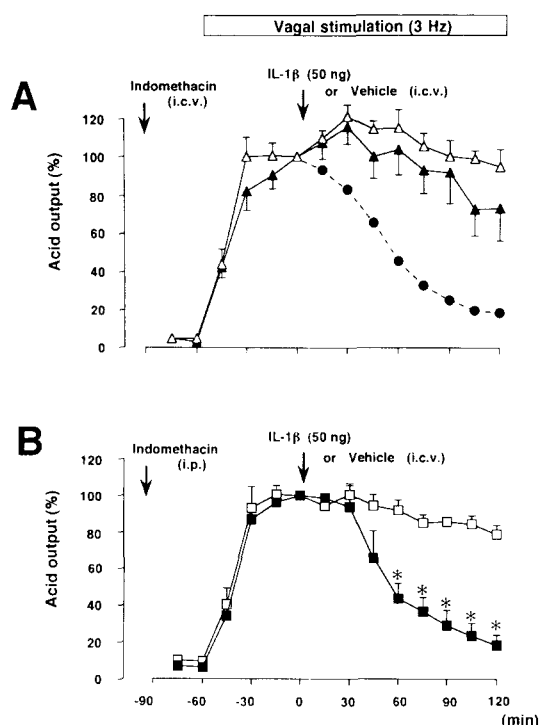 Vagal stimulation (3 Hz)
A
Indomethacin
(i.c.v.)
IL-1β (50 ng)
or Vehicle (i.c.v.)
Acid output (%)
120
100
80
60
40
20
0
B
Indomethacin
(i.p.)
IL-1β (50 ng)
or Vehicle (i.c.v.)
Acid output (%)
120
100
80
60
40
20
0
* * * * *
-90 -60 -30 0 30 60 90 120
(min)